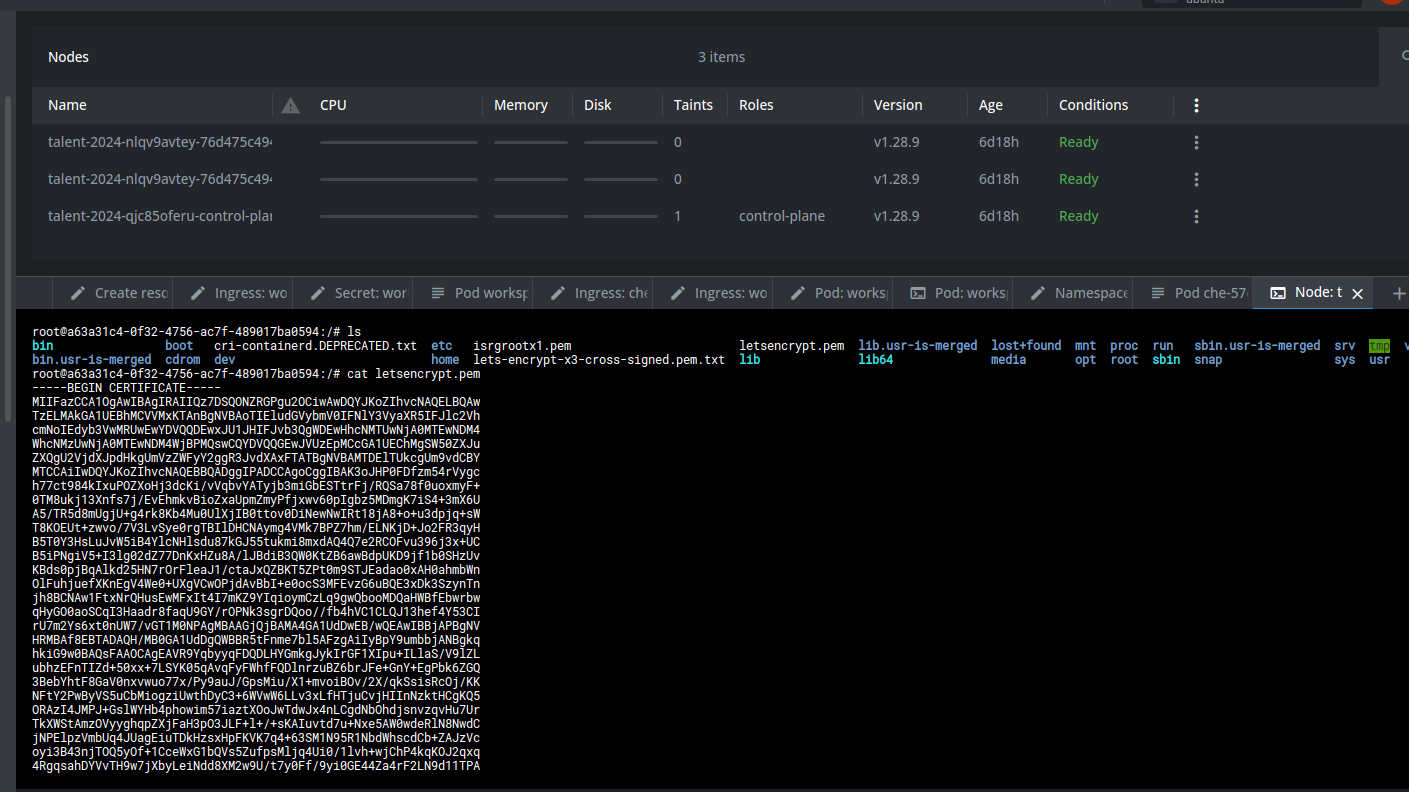 ubuntu
Nodes 3 items
Name CPU Memory Disk Taints Roles Version Age Conditions
talent-2024-nlqv9avtey-76d475c494 0 v1.28.9 6d18h Ready
talent-2024-nlqv9avtey-76d475c494 0 v1.28.9 6d18h Ready
talent-2024-qjc85oferu-control-plan 1 control-plane v1.28.9 6d18h Ready
Create reso Ingress: wo Secret: wor Pod worksp Ingress: che Ingress: wo Pod: works Pod: works Namespace Pod che-57 Node: t
root@a63a31c4-0f32-4756-ac7f-489017ba0594:/# ls
bin boot cri-containerd.DEPRECATED.txt etc isrgrootx1.pem letsencrypt.pem lib.usr-is-merged lost+found mnt proc run sbin.usr-is-merged srv tmp v
bin.usr-is-merged cdrom dev home lets-encrypt-x3-cross-signed.pem.txt lib lib64 media opt root sbin snap sys usr
root@a63a31c4-0f32-4756-ac7f-489017ba0594:/# cat letsencrypt.pem
-----BEGIN CERTIFICATE-----
MIIFazCCA1OgAwIBAgIRAIIQz7DSQONZRGPgu2OCiwAwDQYJKoZIhvcNAQELBQAw
TzELMAkGA1UEBhMCVVMxKTAnBgNVBAoTIEludGVybmV0IFNlY3VyaXR5IFJlc2Vh
cmNoIEdyb3VwMRUwEwYDVQQDEwxJU1JHIFJvb3QgWDEwHhcNMTUwNjA0MTEwNDM4
WhcNMzUwNjA0MTEwNDM4WjBPMQswCQYDVQQGEwJVUzEpMCcGA1UEChMgSW50ZXJu
ZXQgU2VjdXJpdHkgUmVzZWFyY2ggR3JvdXAxFTATBgNVBAMTDElTUkcgUm9vdCBY
MTCCAiIwDQYJKoZIhvcNAQEBBQADggIPADCCAgoCggIBAK3oJHP0FDfzm54rVygc
h77ct984kIxuPOZXoHj3dcKi/vVqbvYATyjb3miGbESTtrFj/RQSa78f0uoxmyF+
0TM8ukj13Xnfs7j/EvEhmkvBioZxaUpmZmyPfjxwv60pIgbz5MDmgK7iS4+3mX6U
A5/TR5d8mUgjU+g4rk8Kb4Mu0UlXjIB0ttov0DiNewNwIRt18jA8+o+u3dpjq+sW
T8KOEUt+zwvo/7V3LvSye0rgTBIlDHCNAymg4VMk7BPZ7hm/ELNKjD+Jo2FR3qyH
B5T0Y3HsLuJvW5iB4YlcNHlsdu87kGJ55tukmi8mxdAQ4Q7e2RCOFvu396j3x+UC
B5iPNgiV5+I3lg02dZ77DnKxHZu8A/lJBdiB3QW0KtZB6awBdpUKD9jf1b0SHzUv
KBds0pjBqAlkd25HN7rOrFleaJ1/ctaJxQZBKT5ZPt0m9STJEadao0xAH0ahmbWn
OlFuhjuefXKnEgV4We0+UXgVCwOPjdAvBbI+e0ocS3MFEvzG6uBQE3xDk3SzynTn
jh8BCNAw1FtxNrQHusEwMFxIt4I7mKZ9YIqioymCzLq9gwQbooMDQaHWBfEbwrbw
qHyGO0aoSCqI3Haadr8faqU9GY/rOPNk3sgrDQoo//fb4hVC1CLQJ13hef4Y53CI
rU7m2Ys6xt0nUW7/vGT1M0NPAgMBAAGjQjBAMA4GA1UdDwEB/wQEAwIBBjAPBgNV
HRMBAf8EBTADAQH/MB0GA1UdDgQWBBR5tFnme7bl5AFzgAiIyBpY9umbbjANBgkq
hkiG9w0BAQsFAAOCAgEAVR9YqbyyqFDQDLHYGmkgJykIrGF1XIpu+ILlaS/V9lZL
ubhzEFnTIZd+50xx+7LSYK05qAvqFyFWhfFQDlnrzuBZ6brJFe+GnY+EgPbk6ZGQ
3BebYhtF8GaV0nxvwuo77x/Py9auJ/GpsMiu/X1+mvoiBOv/2X/qkSsisRcOj/KK
NFtY2PwByVS5uCbMiogziUwthDyC3+6WVwW6LLv3xLfHTjuCvjHIInNzktHCgKQ5
ORAzI4JMPJ+GslWYHb4phowim57iaztXOoJwTdwJx4nLCgdNbOhdjsnvzqvHu7Ur
TkXWStAmzOVyyghqpZXjFaH3pO3JLF+l+/+sKAIuvtd7u+Nxe5AW0wdeRlN8NwdC
jNPElpzVmbUq4JUagEiuTDkHzsxHpFKVK7q4+63SM1N95R1NbdWhscdCb+ZAJzVc
oyi3B43njTOQ5yOf+1CceWxG1bQVs5ZufpsMljq4Ui0/1lvh+wjChP4kqKOJ2qxq
4RgqsahDYVvTH9w7jXbyLeiNdd8XM2w9U/t7y0Ff/9yi0GE44Za4rF2LN9d11TPA